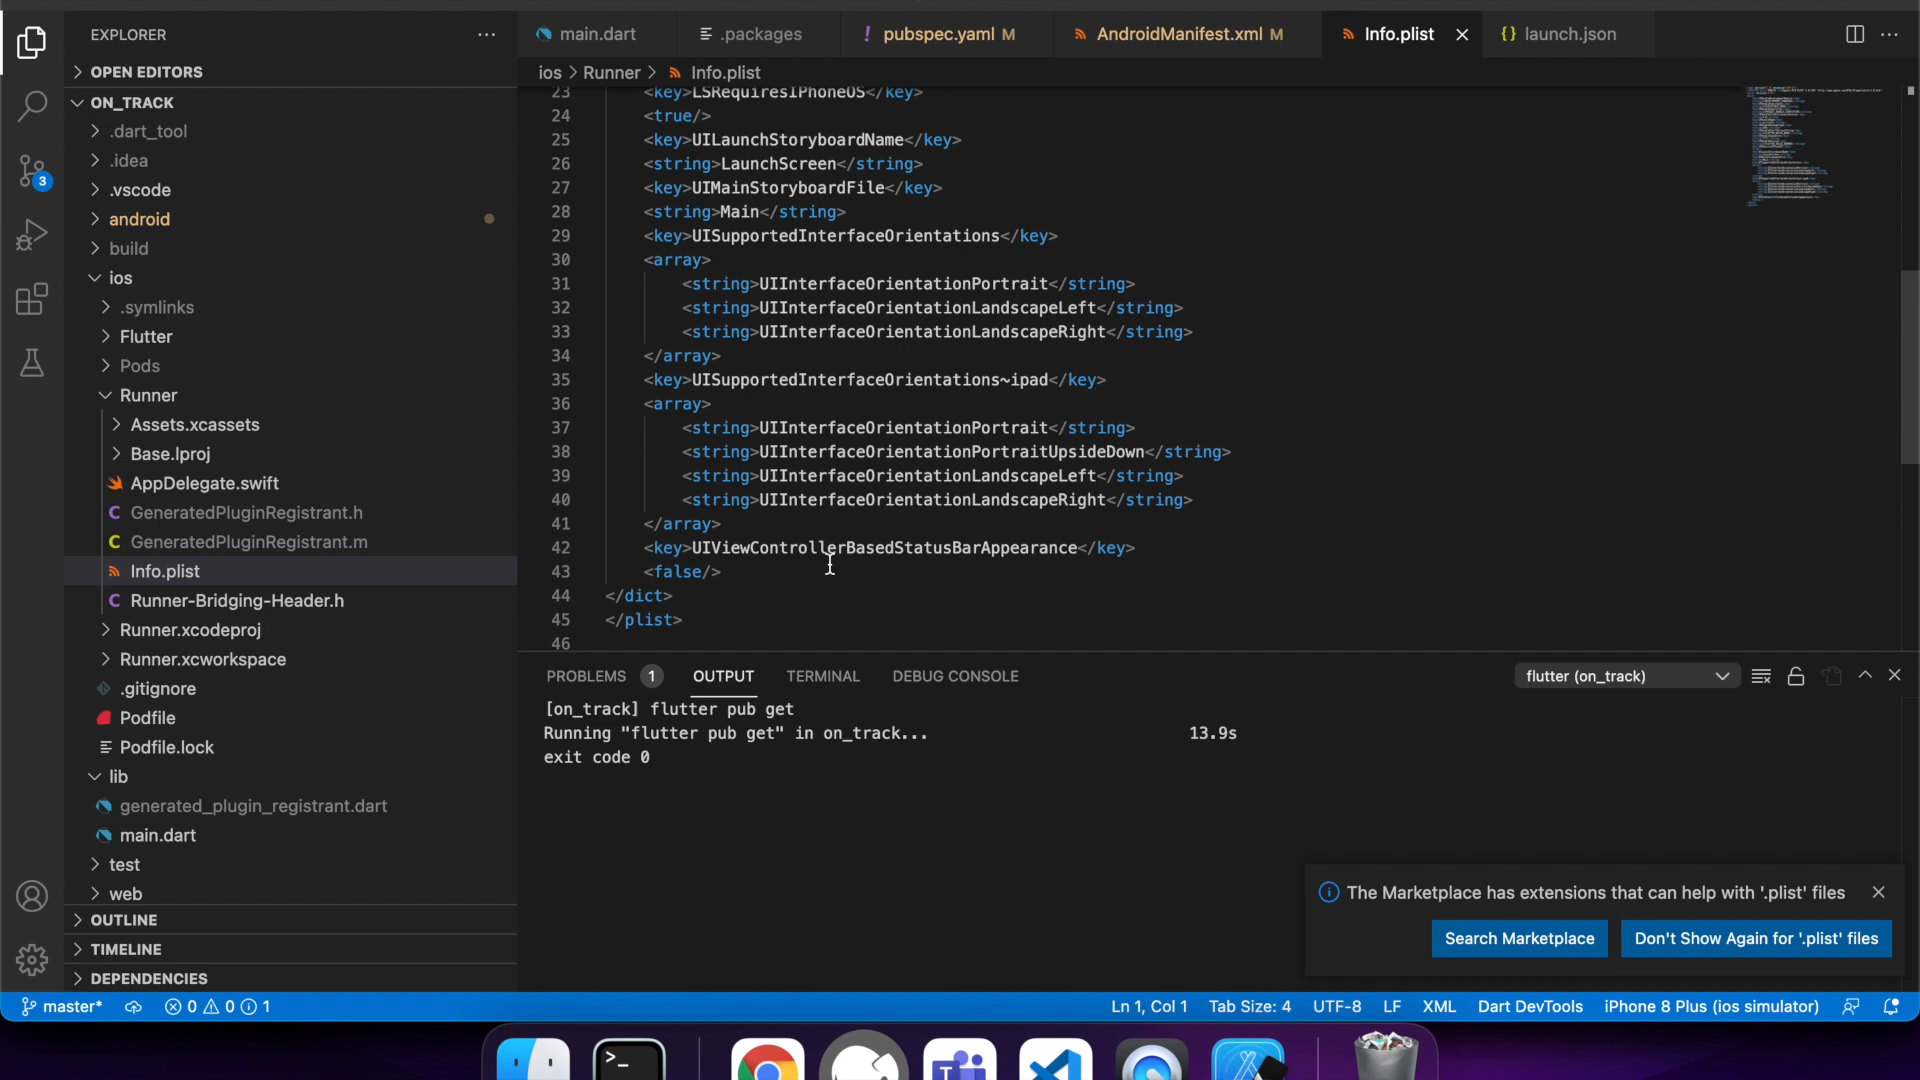 EXPLORER
OPEN EDITORS
ON_TRACK
.dart_tool
.idea
.vscode
android
build
ios
.symlinks
Flutter
Pods
Runner
Assets.xcassets
Base.lproj
AppDelegate.swift
C GeneratedPluginRegistrant.h
C GeneratedPluginRegistrant.m
Info.plist
C Runner-Bridging-Header.h
Runner.xcodeproj
Runner.xcworkspace
.gitignore
Podfile
Podfile.lock
lib
generated_plugin_registrant.dart
main.dart
test
web
OUTLINE
TIMELINE
DEPENDENCIES
3
main.dart .packages ! pubspec.yaml M AndroidManifest.xml M Info.plist {} launch.json
ios > Runner > Info.plist
23 <key>LSRequiresIPhoneOS</key>
24 <true/>
25 <key>UILaunchStoryboardName</key>
26 <string>LaunchScreen</string>
27 <key>UIMainStoryboardFile</key>
28 <string>Main</string>
29 <key>UISupportedInterfaceOrientations</key>
30 <array>
31 <string>UIInterfaceOrientationPortrait</string>
32 <string>UIInterfaceOrientationLandscapeLeft</string>
33 <string>UIInterfaceOrientationLandscapeRight</string>
34 </array>
35 <key>UISupportedInterfaceOrientations~ipad</key>
36 <array>
37 <string>UIInterfaceOrientationPortrait</string>
38 <string>UIInterfaceOrientationPortraitUpsideDown</string>
39 <string>UIInterfaceOrientationLandscapeLeft</string>
40 <string>UIInterfaceOrientationLandscapeRight</string>
41 </array>
42 <key>UIViewControllerBasedStatusBarAppearance</key>
43 <false/>
44 </dict>
45 </plist>
46
PROBLEMS 1 OUTPUT TERMINAL DEBUG CONSOLE flutter (on_track)
[on_track] flutter pub get
Running "flutter pub get" in on_track... 13.9s
exit code 0
The Marketplace has extensions that can help with '.plist' files
Search Marketplace Don't Show Again for '.plist' files
master* 0 0 1 Ln 1, Col 1 Tab Size: 4 UTF-8 LF XML Dart DevTools iPhone 8 Plus (ios simulator)
>_